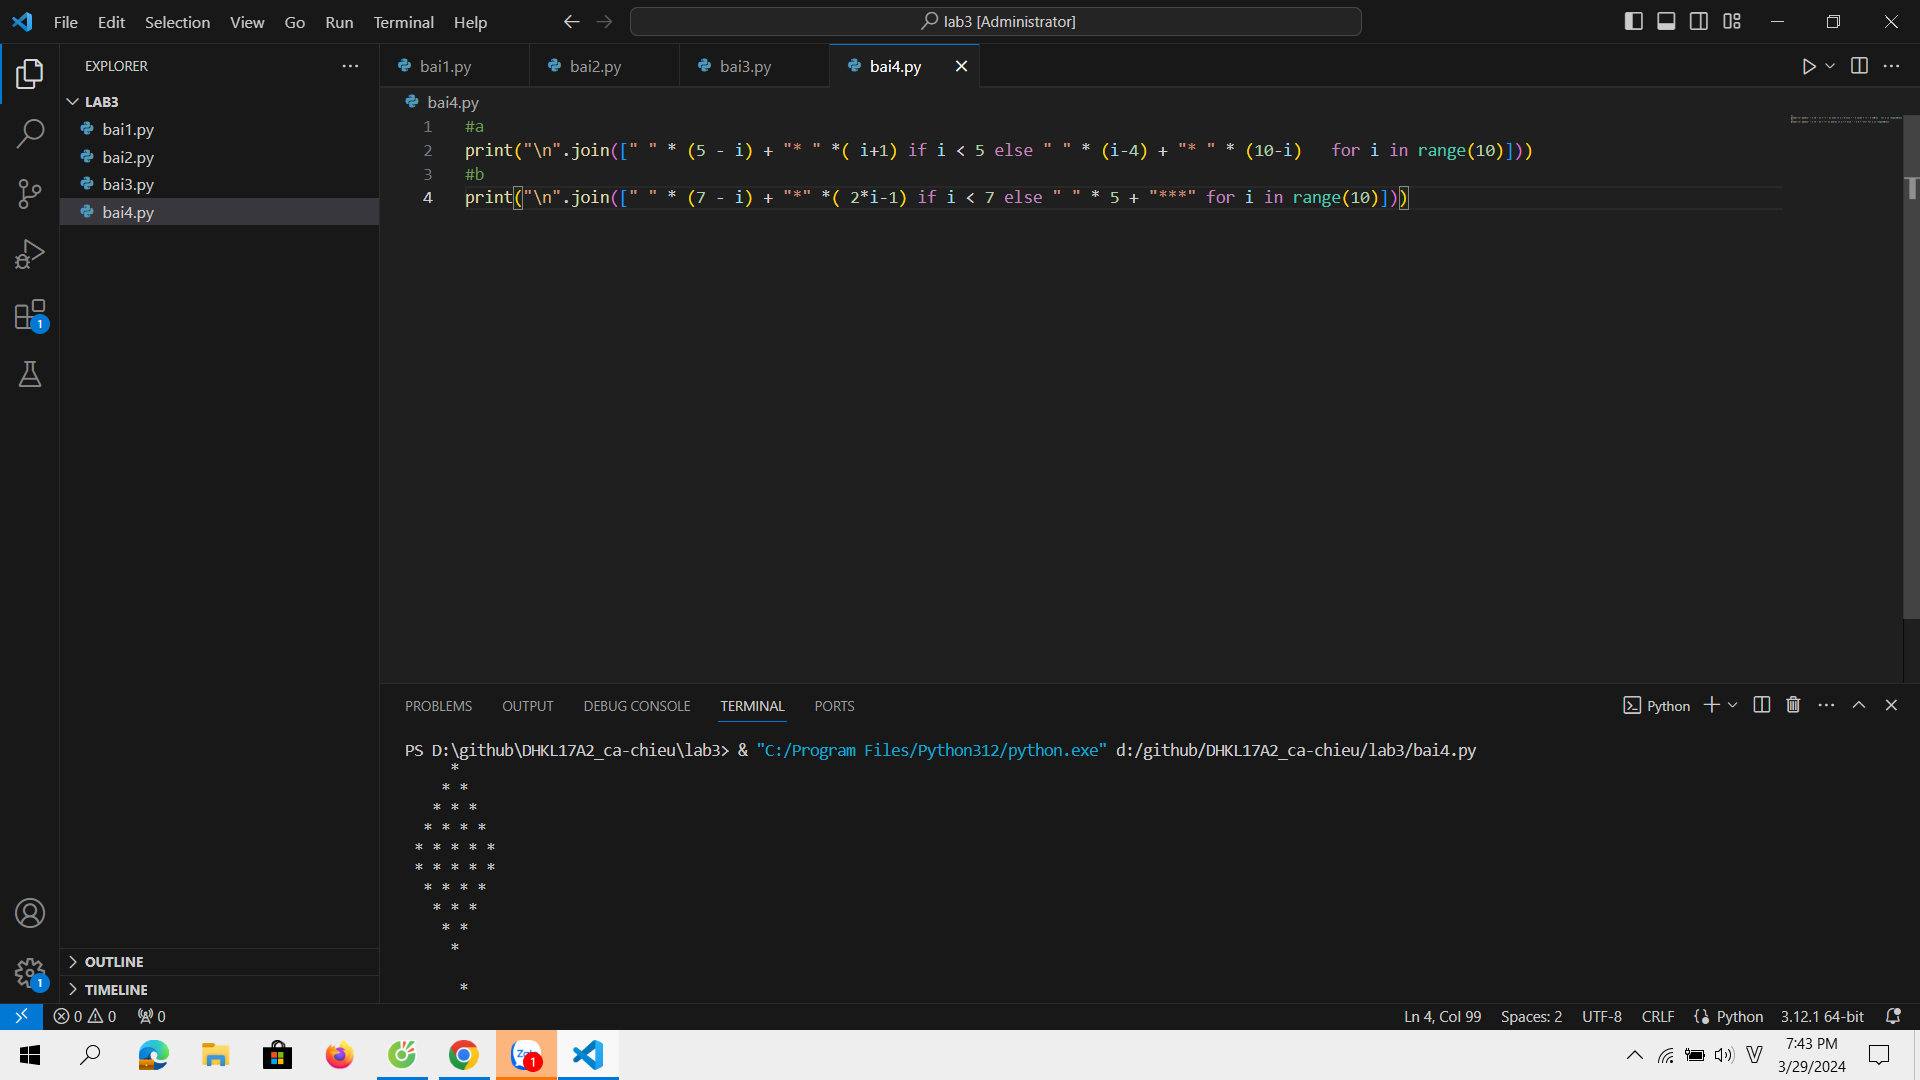 File Edit Selection View Go Run Terminal Help
lab3 [Administrator]
EXPLORER
LAB3
bai1.py
bai2.py
bai3.py
bai4.py
OUTLINE
TIMELINE
bai1.py bai2.py bai3.py bai4.py
bai4.py
1 #a
2 print("\n".join([" " * (5 - i) + "* " *( i+1) if i < 5 else " " * (i-4) + "* " * (10-i)   for i in range(10)]))
3 #b
4 print("\n".join([" " * (7 - i) + "*" *( 2*i-1) if i < 7 else " " * 5 + "***" for i in range(10)]))
PROBLEMS OUTPUT DEBUG CONSOLE TERMINAL PORTS
Python
PS D:\github\DHKL17A2_ca-chieu\lab3> & "C:/Program Files/Python312/python.exe" d:/github/DHKL17A2_ca-chieu/lab3/bai4.py
     *
    * *
   * * *
  * * * *
 * * * * *
 * * * * *
  * * * *
   * * *
    * *
     *
      *
1
1
0 0 0
Ln 4, Col 99 Spaces: 2 UTF-8 CRLF Python 3.12.1 64-bit
Zalo 1
V
7:43 PM
3/29/2024